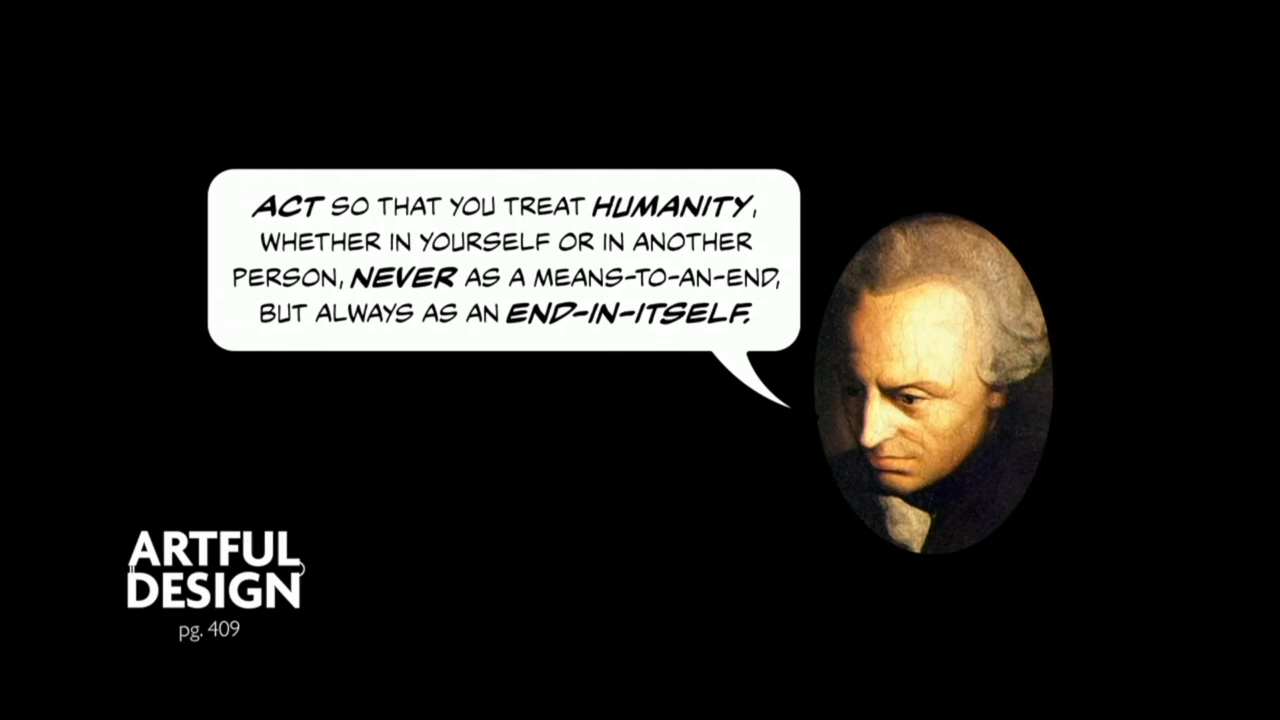 ACT SO THAT YOU TREAT HUMANITY,
WHETHER IN YOURSELF OR IN ANOTHER
PERSON, NEVER AS A MEANS-TO-AN-END,
BUT ALWAYS AS AN END-IN-ITSELF.
ARTFUL
DESIGN
pg. 409